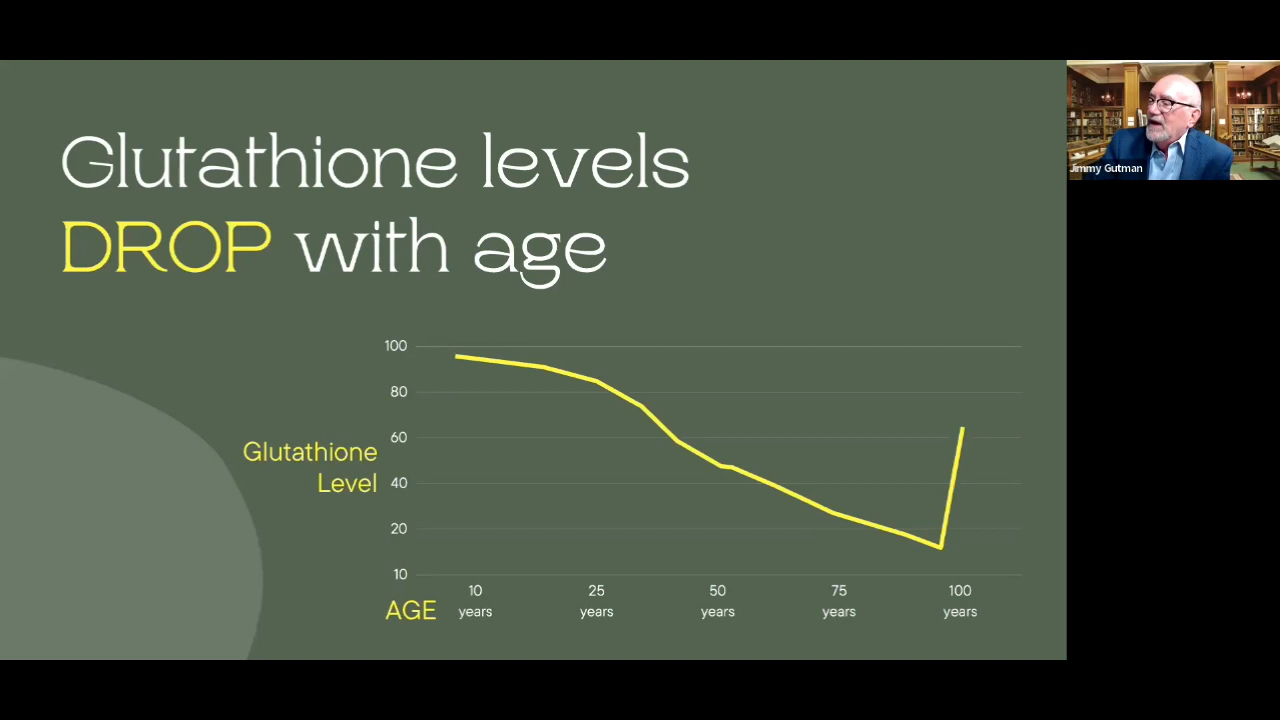 Glutathione levels
DROP with age
Jimmy Gutman
Glutathione
Level
100
80
60
40
20
10
AGE
10 years
25 years
50 years
75 years
100 years